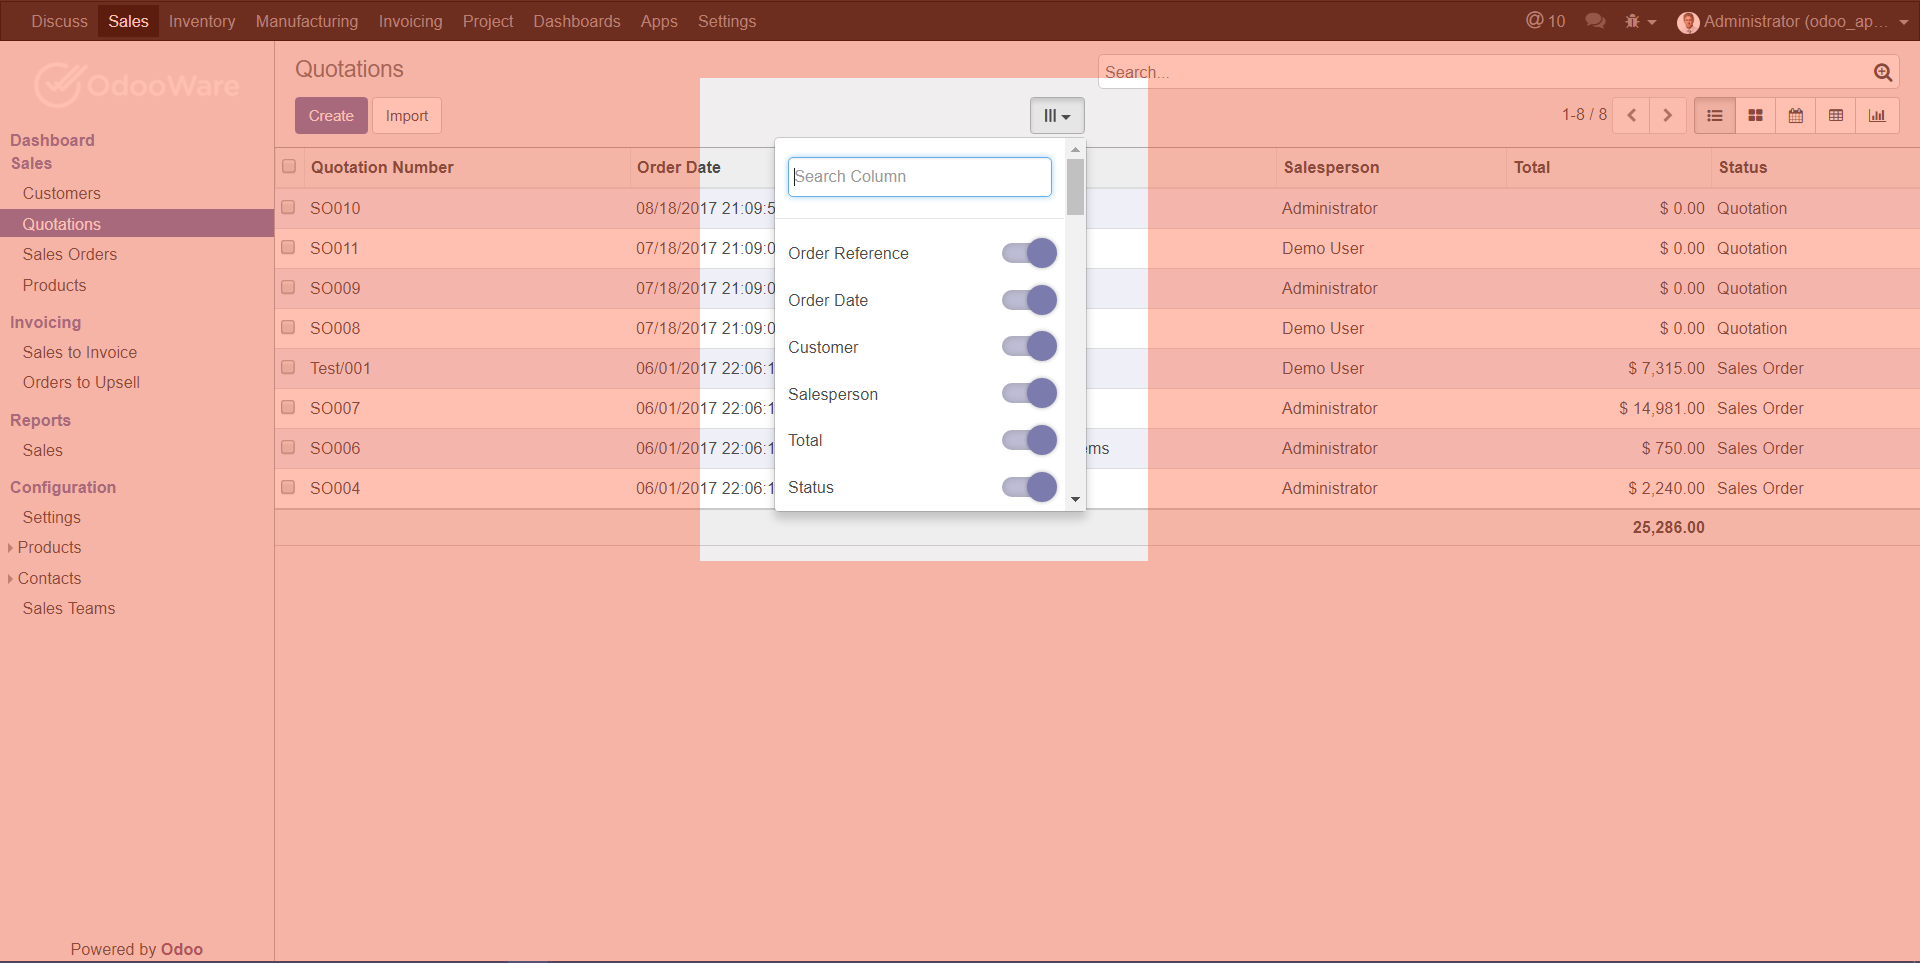 Discuss Sales Inventory Manufacturing Invoicing Project Dashboards Apps Settings @ 10 Administrator (odoo_ap...
OdooWare
Dashboard
Sales
Customers
Quotations
Sales Orders
Products
Invoicing
Sales to Invoice
Orders to Upsell
Reports
Sales
Configuration
Settings
Products
Contacts
Sales Teams
Powered by Odoo
Quotations
Search...
Create Import
1-8 / 8
Quotation Number Order Date Salesperson Total Status
SO010 08/18/2017 21:09:5 Administrator $ 0.00 Quotation
SO011 07/18/2017 21:09:0 Demo User $ 0.00 Quotation
SO009 07/18/2017 21:09:0 Administrator $ 0.00 Quotation
SO008 07/18/2017 21:09:0 Demo User $ 0.00 Quotation
Test/001 06/01/2017 22:06:1 Demo User $ 7,315.00 Sales Order
SO007 06/01/2017 22:06:1 Administrator $ 14,981.00 Sales Order
SO006 06/01/2017 22:06:1 ems Administrator $ 750.00 Sales Order
SO004 06/01/2017 22:06:1 Administrator $ 2,240.00 Sales Order
25,286.00
Search Column
Order Reference
Order Date
Customer
Salesperson
Total
Status